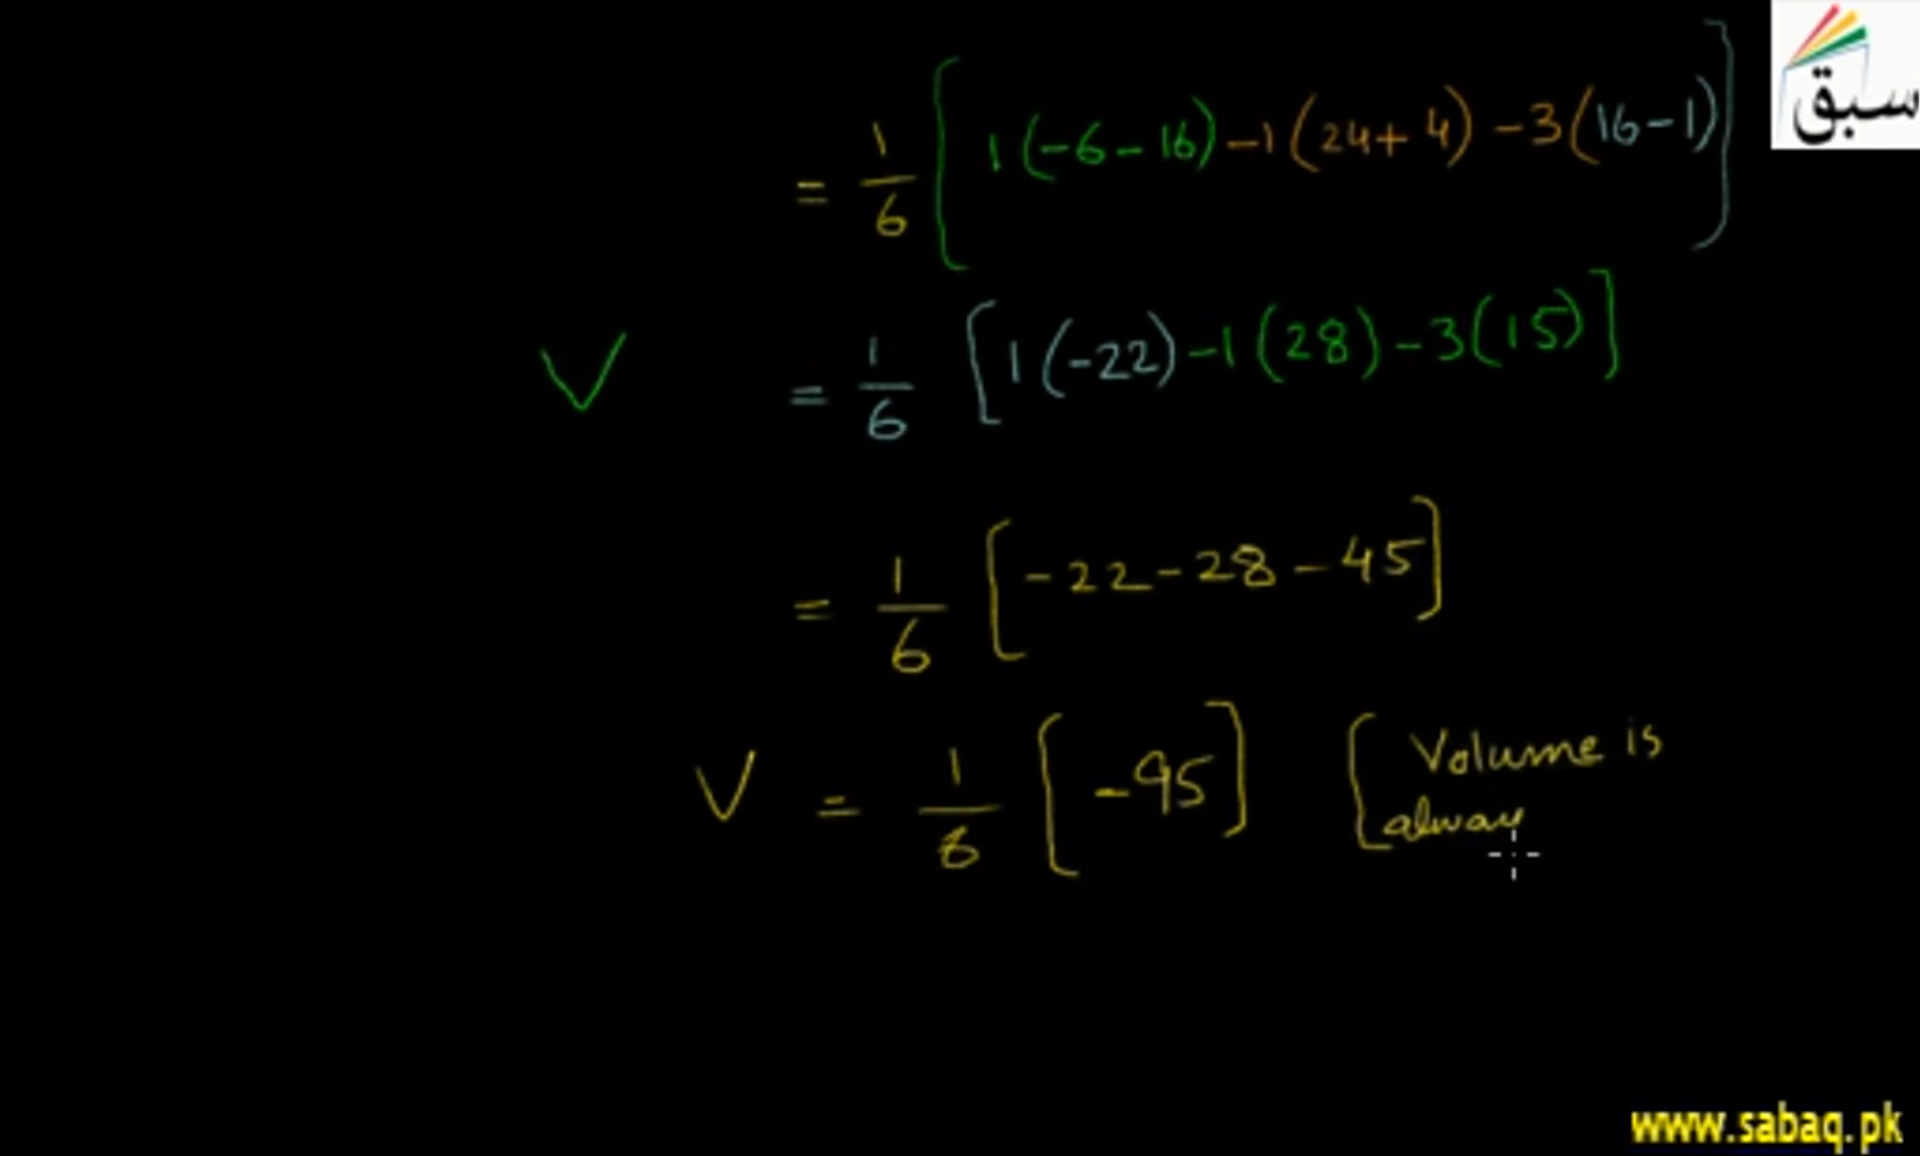 سبق
= 1/6 [ 1(-6-16) -1(24+4) -3(16-1) ]
V = 1/6 [ 1(-22) -1(28) -3(15) ]
= 1/6 [ -22 -28 -45 ]
V = 1/6 [ -95 ] [ Volume is
alway
www.sabaq.pk